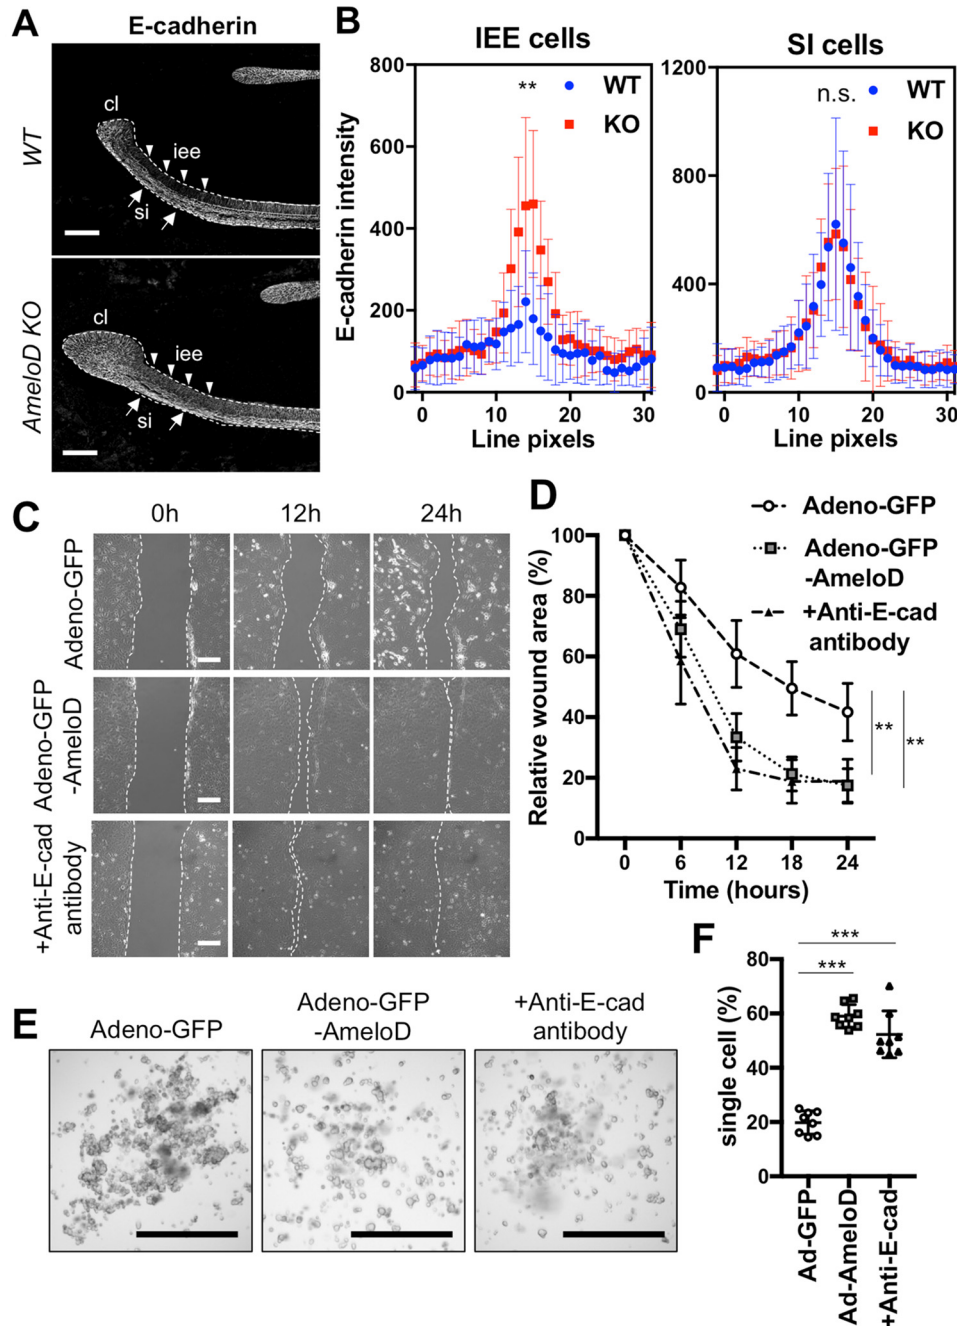 A
E-cadherin
WT
cl
iee
si
AmeloD KO
cl
iee
si
B
IEE cells
E-cadherin intensity
800
600
400
200
0
**
WT
KO
0 10 20 30
Line pixels
SI cells
1200
800
400
0
n.s.
WT
KO
0 10 20 30
Line pixels
C
0h 12h 24h
Adeno-GFP
Adeno-GFP
-AmeloD
+Anti-E-cad
antibody
D
Relative wound area (%)
100
80
60
40
20
0
0 6 12 18 24
Time (hours)
Adeno-GFP
Adeno-GFP
-AmeloD
+Anti-E-cad
antibody
**
**
E
Adeno-GFP
Adeno-GFP
-AmeloD
+Anti-E-cad
antibody
F
single cell (%)
80
60
40
20
0
***
***
Ad-GFP
Ad-AmeloD
+Anti-E-cad